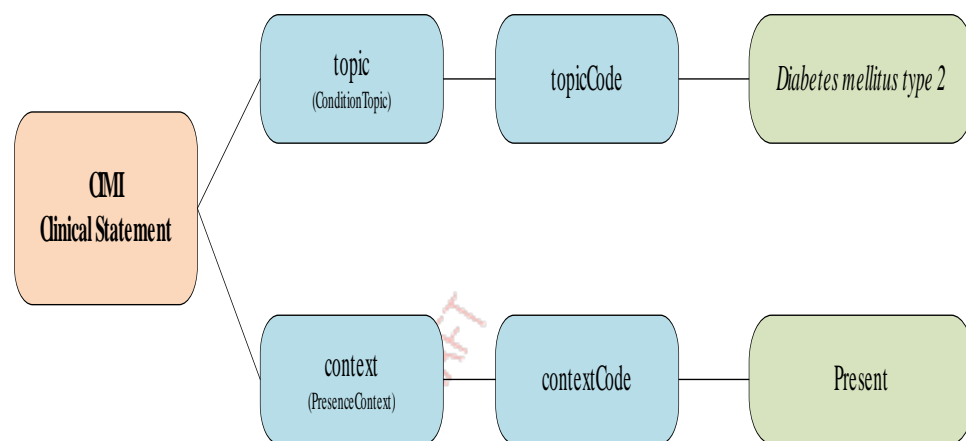 topic
(ConditionTopic)
topicCode
Diabetes mellitus type 2
CIMI
Clinical Statement
context
(PresenceContext)
contextCode
Present